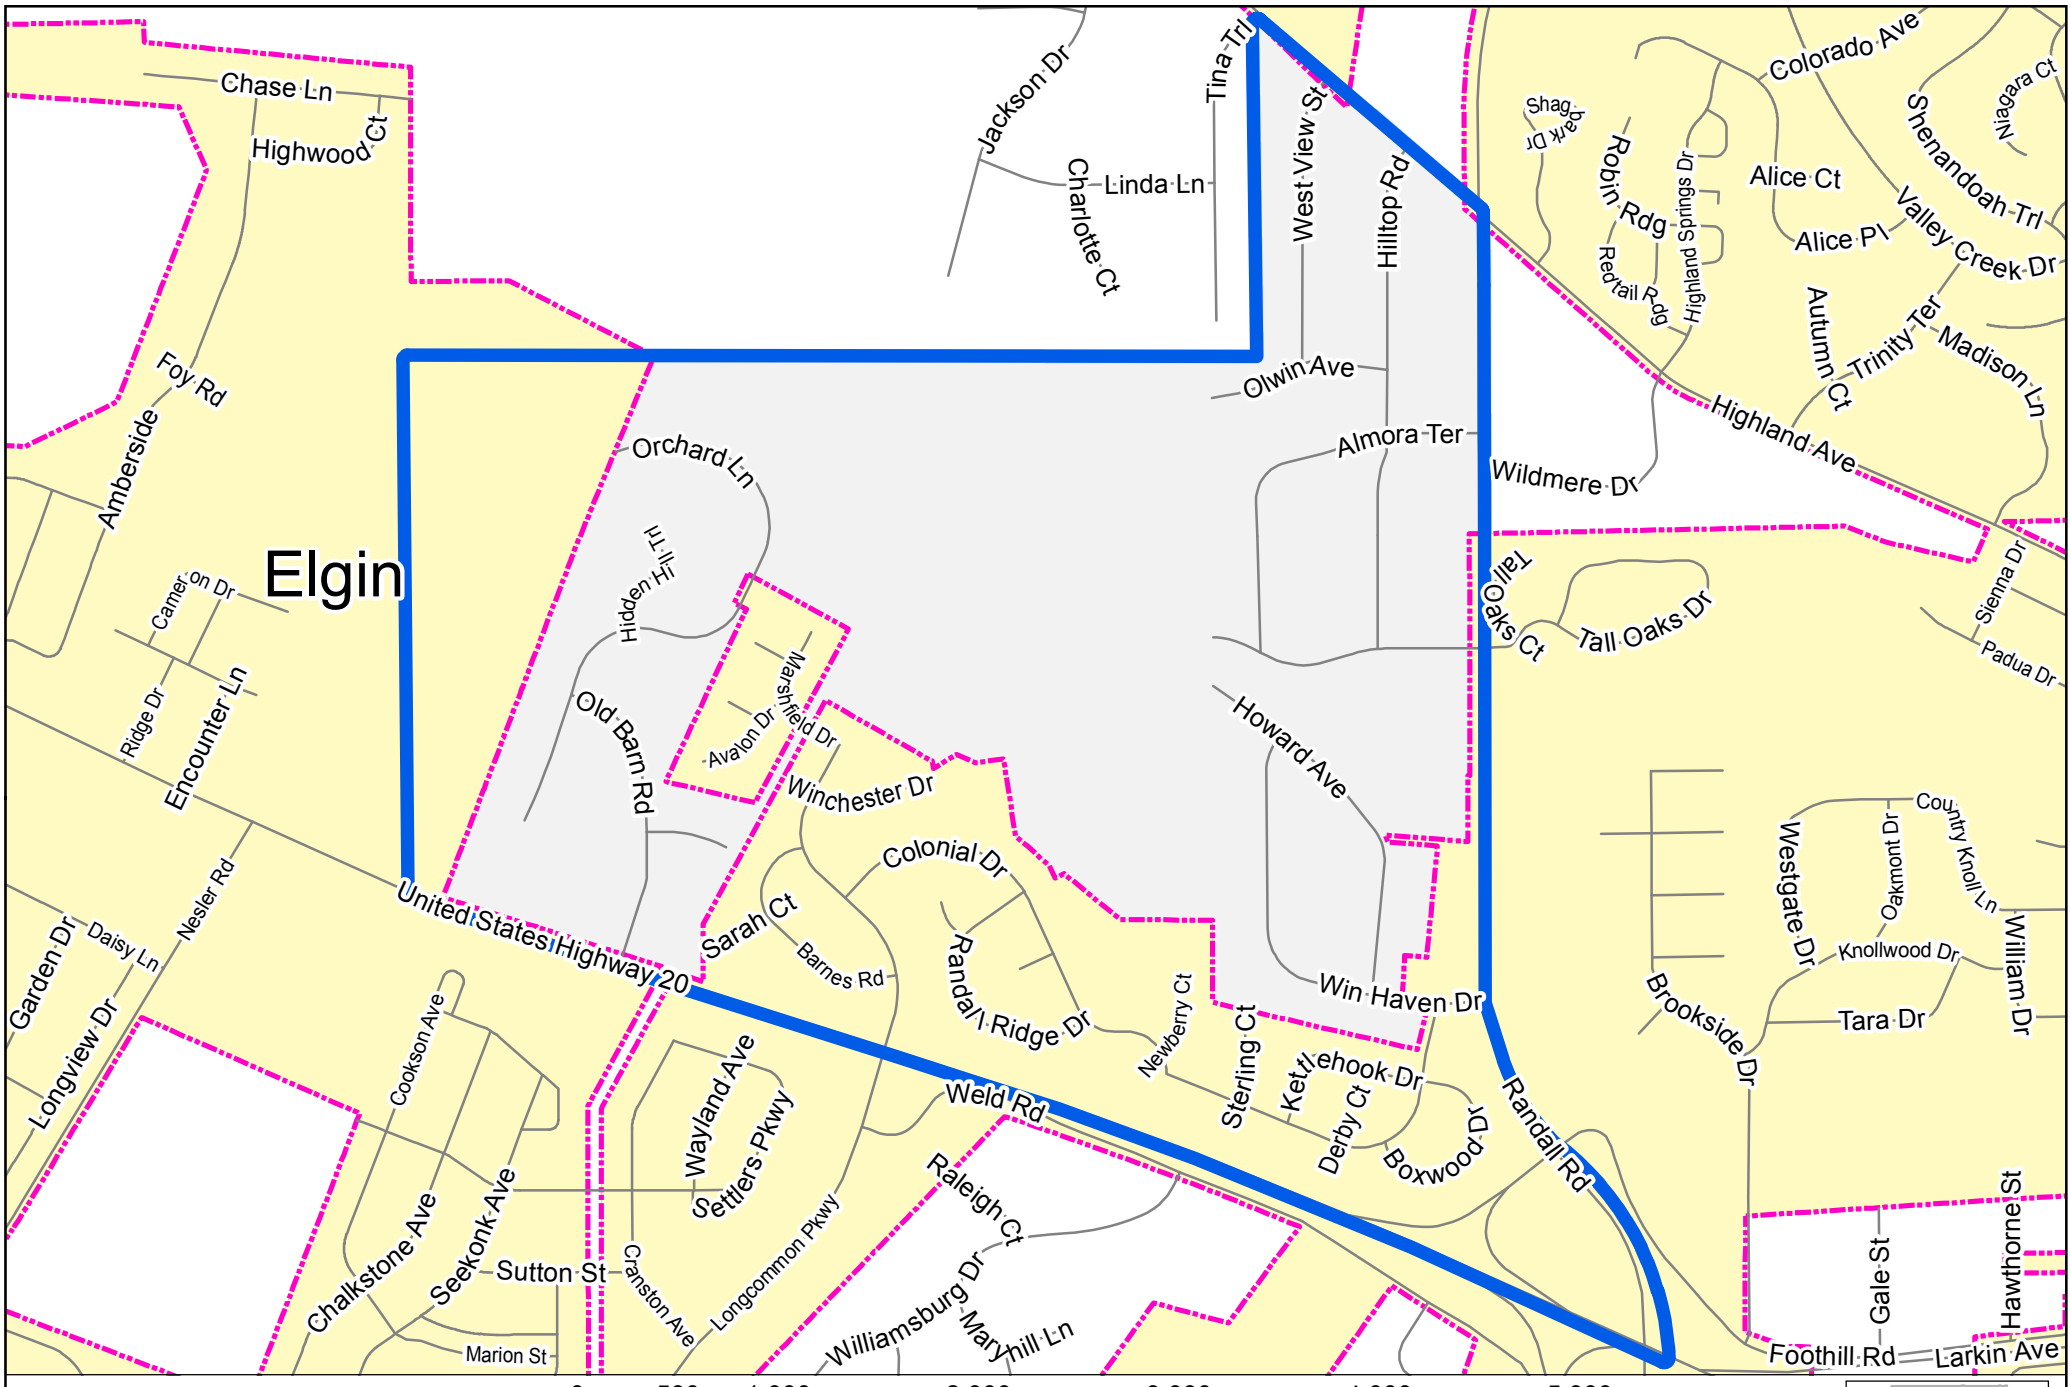 Chase Ln
Highwood Ct
Jackson Dr
Tina Trl
Linda Ln
Charlotte Ct
West View St
Hilltop Rd
Colorado Ave
Niagara Ct
Shagbark Dr
Robin Rdg
Highland Springs Dr
Redtail Rdg
Alice Ct
Alice Pl
Shenandoah Trl
Valley Creek Dr
Autumn Ct
Trinity Ter
Madison Ln
Highland Ave
Foy Rd
Amberside
Olwin Ave
Almora Ter
Wildmere Dr
Orchard Ln
Hidden Hill Trl
Elgin
Cameron Dr
Ridge Dr
Encounter Ln
Tall Oaks Ct
Tall Oaks Dr
Sienna Dr
Padua Dr
Old Barn Rd
Marshfield Dr
Avalon Dr
Winchester Dr
Howard Ave
Colonial Dr
Westgate Dr
Oakmont Dr
Country Knoll Ln
Knollwood Dr
William Dr
Tara Dr
Brookside Dr
Nesler Rd
Daisy Ln
Garden Dr
Longview Dr
United States Highway 20
Sarah Ct
Barnes Rd
Randall Ridge Dr
Newberry Ct
Sterling Ct
Win Haven Dr
Kettlehook Dr
Derby Ct
Boxwood Dr
Randall Rd
Cookson Ave
Wayland Ave
Settlers Pkwy
Weld Rd
Raleigh Ct
Chalkstone Ave
Seekonk Ave
Sutton St
Cranston Ave
Longcommon Pkwy
Williamsburg Dr
Maryhill Ln
Marion St
Gale St
Hawthorne St
Foothill Rd
Larkin Ave